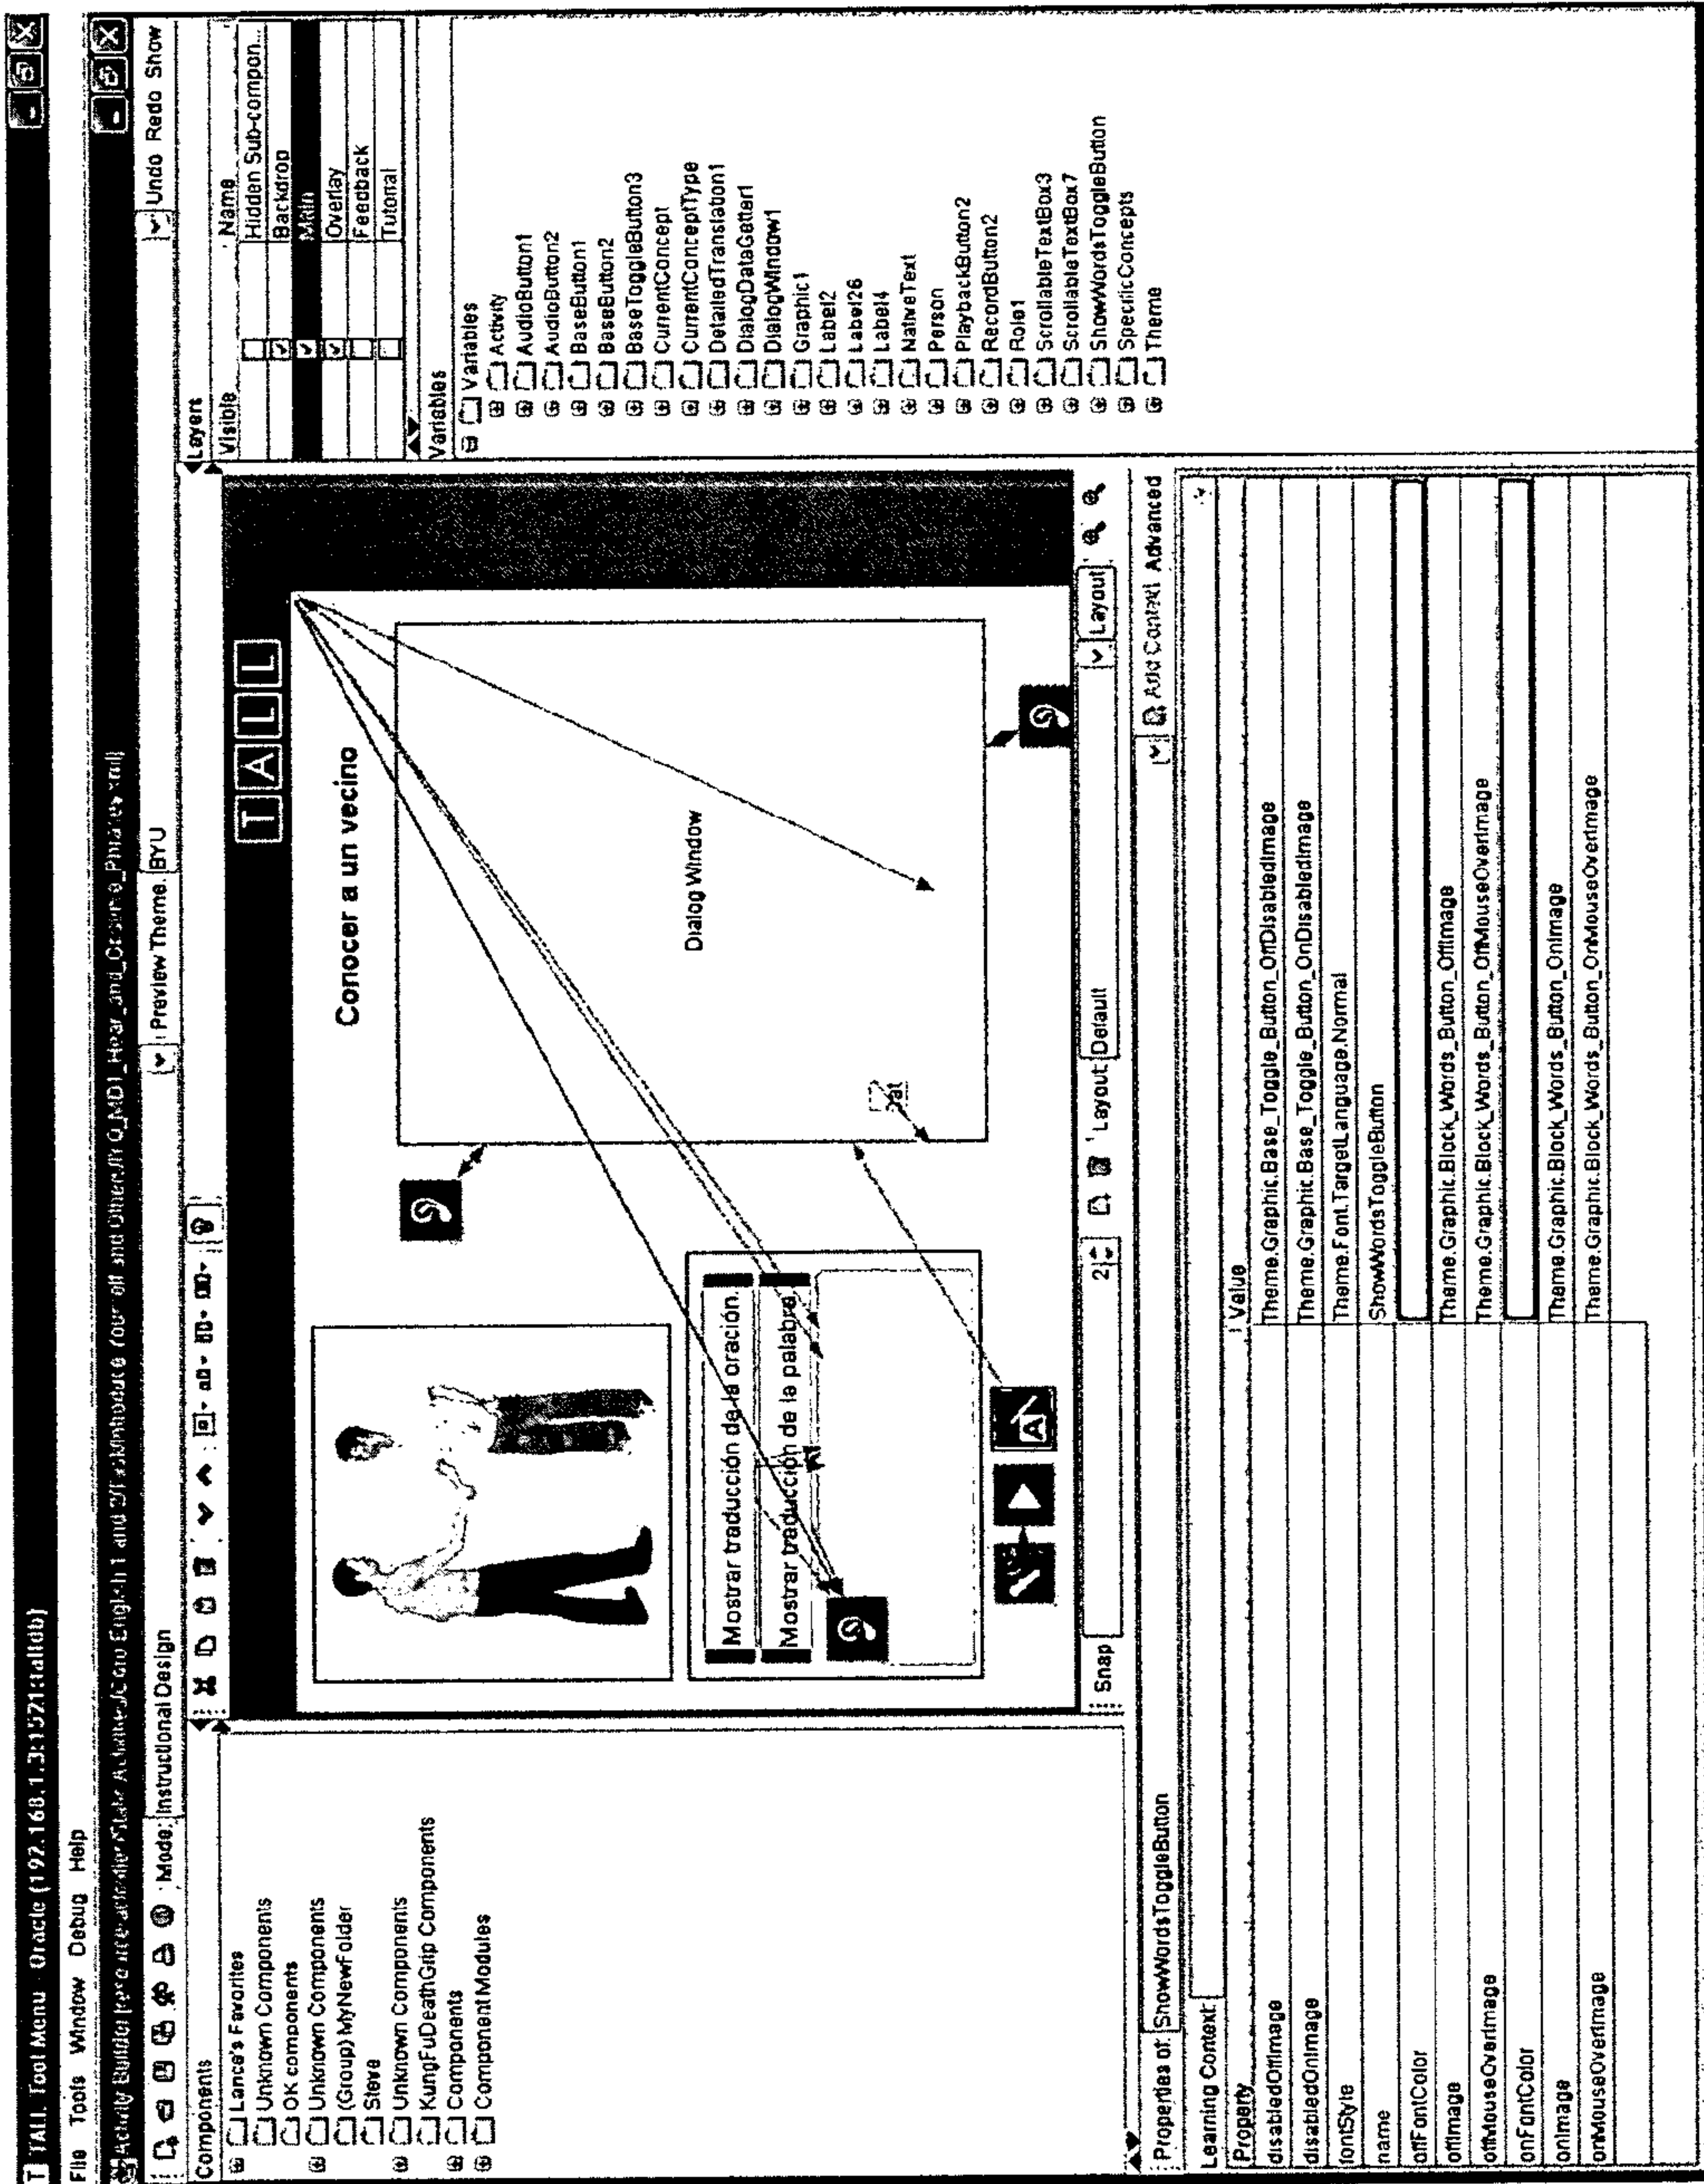 T TALL Tool Menu - Oracle (192.168.1.3:1521:talldb)
File Tools Window Debug Help
Activity Builder
Mode: Instructional Design
Preview Theme. BYU
Undo Redo Show
Components
Lance's Favorites
Unknown Components
OK components
Unknown Components
(Group) MyNewFolder
Steve
Unknown Components
KungFuDeathGrip Components
Components
Component Modules
TALL
Conocer a un vecino
Mostrar traducción de la oración.
Mostrar traducción de la palabra.
Dialog Window
Snap
2
Layout: Default
Layout
Layers
Visible Name
Hidden Sub-compon...
Backdrop
Main
Overlay
Feedback
Tutorial
Variables
Variables
Activity
AudioButton1
AudioButton2
BaseButton1
BaseButton2
BaseToggleButton3
CurrentConcept
CurrentConceptType
DetailedTranslation1
DialogDataGetter1
DialogWindow1
Graphic1
Label2
Label26
Label4
NativeText
Person
PlaybackButton2
RecordButton2
Role1
ScrollableTextBox3
ScrollableTextBox7
ShowWordsToggleButton
SpecificConcepts
Theme
Properties of: ShowWordsToggleButton
Add Context Advanced
Learning Context:
Property Value
disabledOffImage Theme.Graphic.Base_Toggle_Button_OffDisabledImage
disabledOnImage Theme.Graphic.Base_Toggle_Button_OnDisabledImage
fontStyle Theme.Font.TargetLanguage.Normal
name ShowWordsToggleButton
offFontColor
offImage Theme.Graphic.Block_Words_Button_OffImage
offMouseOverImage Theme.Graphic.Block_Words_Button_OffMouseOverImage
onFontColor
onImage Theme.Graphic.Block_Words_Button_OnImage
onMouseOverImage Theme.Graphic.Block_Words_Button_OnMouseOverImage